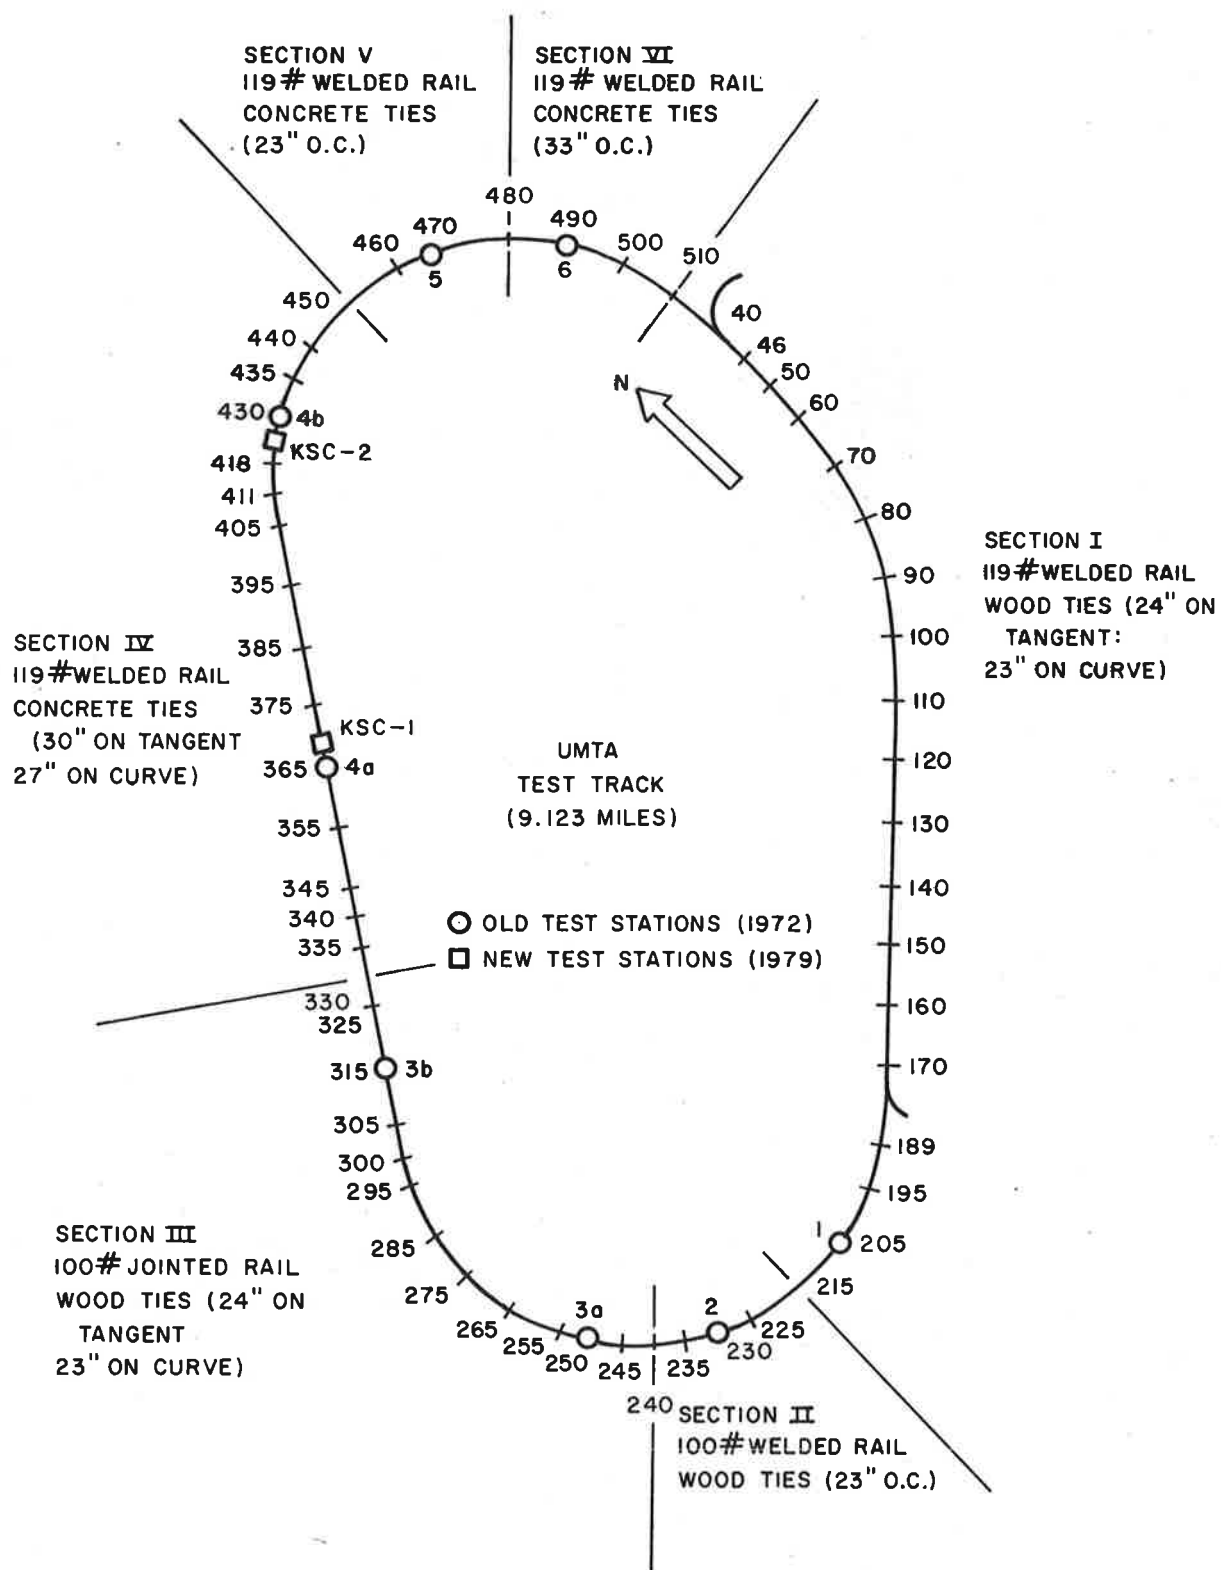 SECTION V
119# WELDED RAIL
CONCRETE TIES
(23" O.C.)
SECTION VI
119# WELDED RAIL
CONCRETE TIES
(33" O.C.)
480
470
490
460
500
510
5
6
450
40
440
46
435
50
N
60
430
4b
KSC-2
70
418
411
80
405
SECTION I
119# WELDED RAIL
WOOD TIES (24" ON
TANGENT:
23" ON CURVE)
90
395
100
385
SECTION IV
119# WELDED RAIL
CONCRETE TIES
(30" ON TANGENT
27" ON CURVE)
110
375
KSC-1
120
365
4a
UMTA
TEST TRACK
(9.123 MILES)
355
130
345
140
340
335
150
OLD TEST STATIONS (1972)
NEW TEST STATIONS (1979)
330
160
325
315
3b
170
305
189
300
295
195
SECTION III
100# JOINTED RAIL
WOOD TIES (24" ON
TANGENT
23" ON CURVE)
1
205
285
215
275
265
3a
2
225
255
230
250
245
235
240
SECTION II
100# WELDED RAIL
WOOD TIES (23" O.C.)